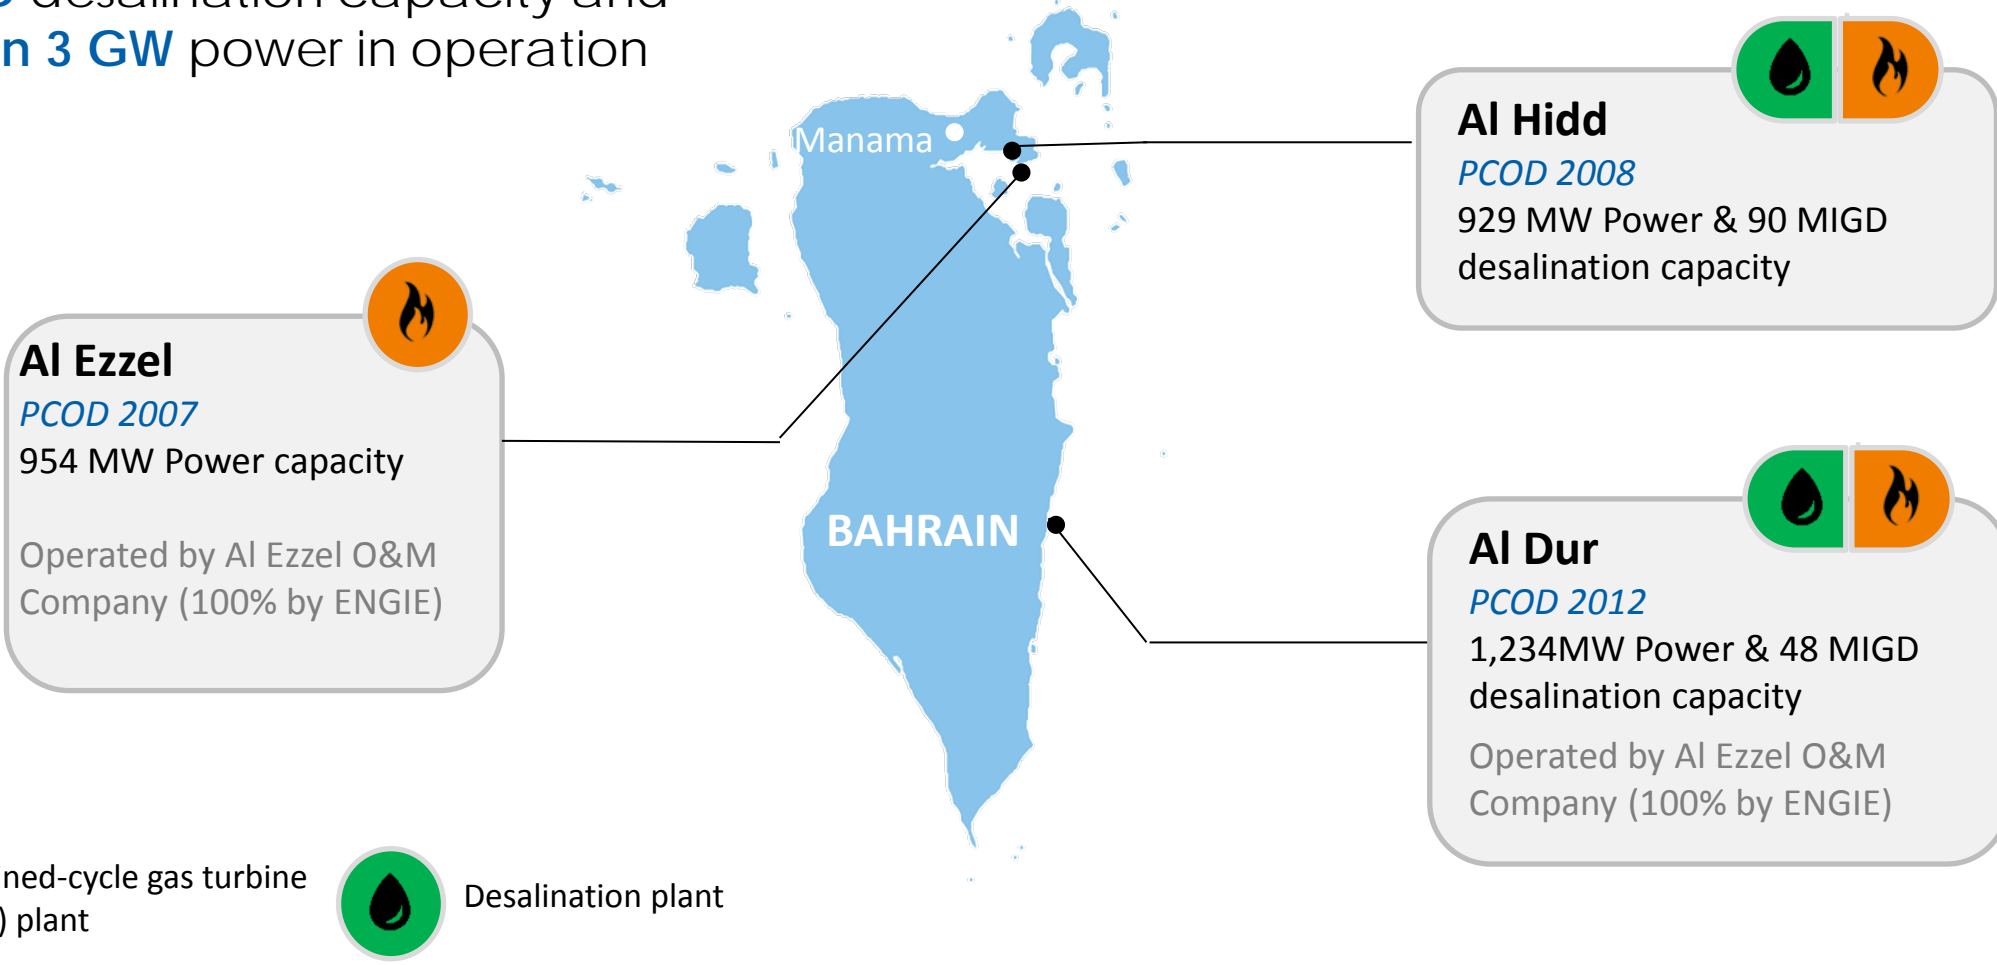 desalination capacity and
n 3 GW power in operation
Manama
Al Hidd
PCOD 2008
929 MW Power & 90 MIGD
desalination capacity
Al Ezzel
PCOD 2007
954 MW Power capacity
Operated by Al Ezzel O&M
Company (100% by ENGIE)
BAHRAIN
Al Dur
PCOD 2012
1,234MW Power & 48 MIGD
desalination capacity
Operated by Al Ezzel O&M
Company (100% by ENGIE)
ned-cycle gas turbine
) plant
Desalination plant